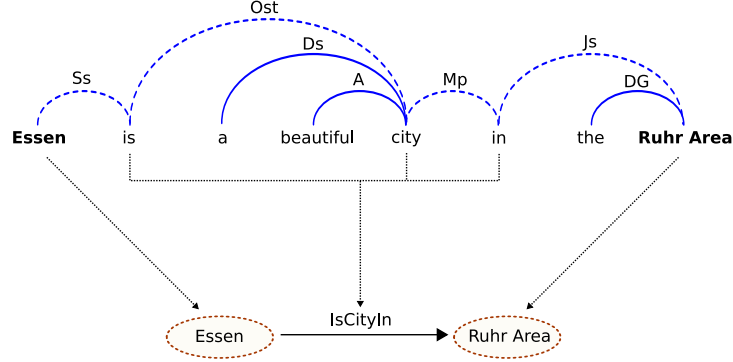 Ost
Ds
Js
Ss
A
Mp
DG
Essen is a beautiful city in the Ruhr Area
IsCityIn
Essen
Ruhr Area